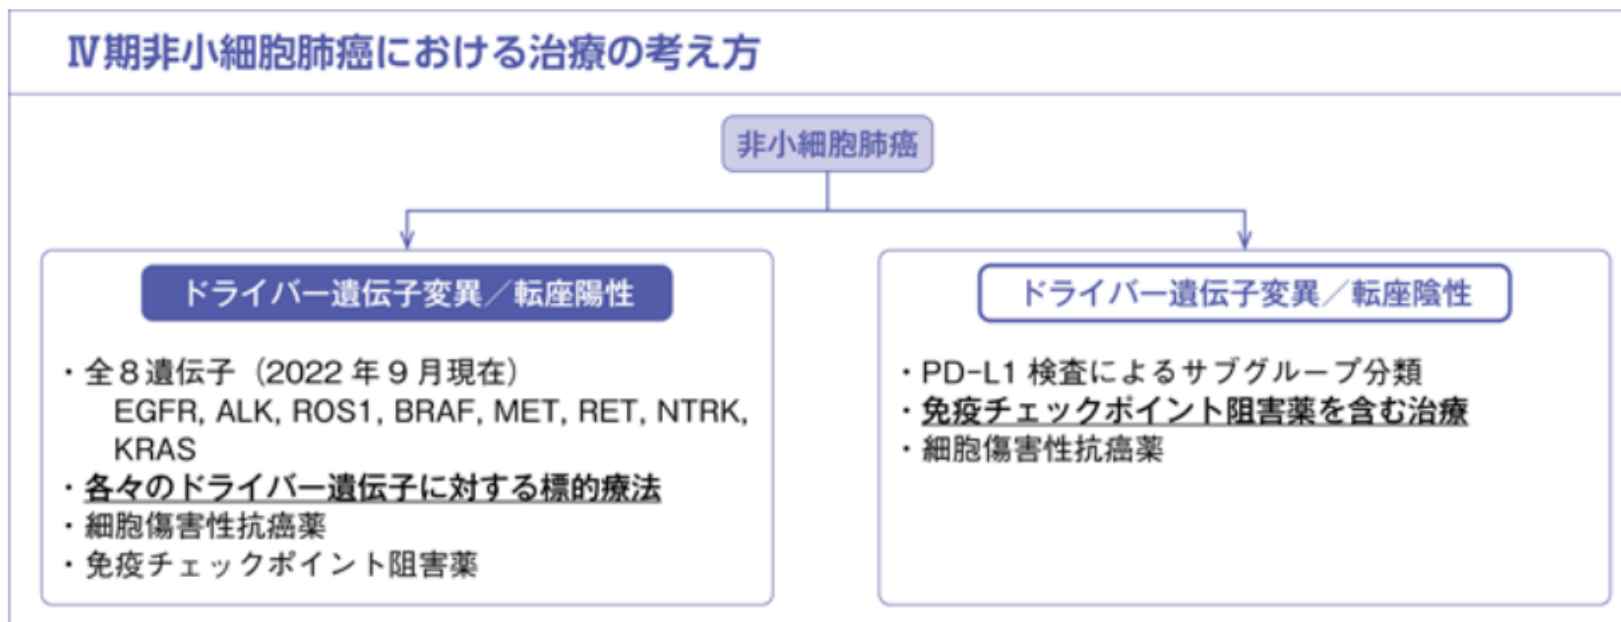 Ⅳ期非小細胞肺癌における治療の考え方
非小細胞肺癌
ドライバー遺伝子変異／転座陽性
・全8遺伝子（2022 年 9 月現在）
EGFR, ALK, ROS1, BRAF, MET, RET, NTRK,
KRAS
・各々のドライバー遺伝子に対する標的療法
・細胞傷害性抗癌薬
・免疫チェックポイント阻害薬
ドライバー遺伝子変異／転座陰性
・PD-L1 検査によるサブグループ分類
・免疫チェックポイント阻害薬を含む治療
・細胞傷害性抗癌薬